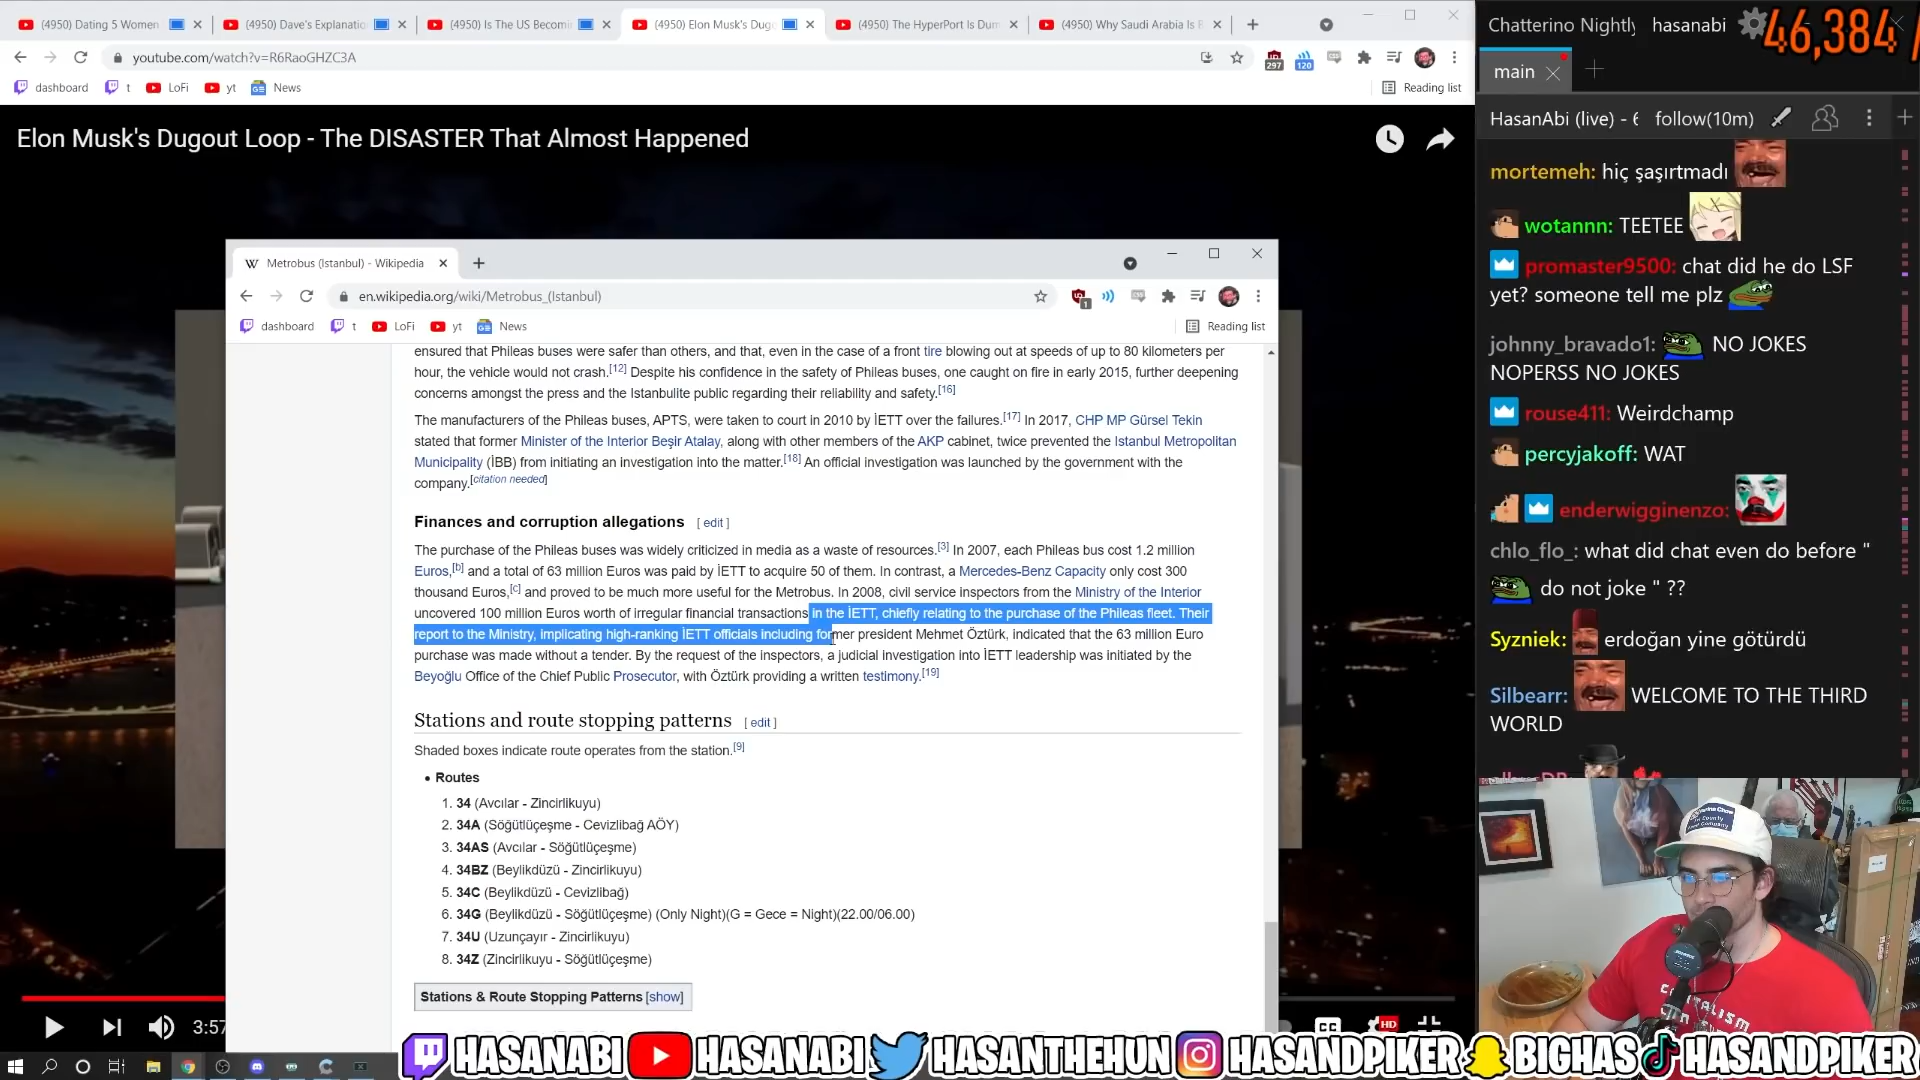 (4950) Dating 5 Women
(4950) Dave's Explanatio
(4950) Is The US Becomin
(4950) Elon Musk's Dugo
(4950) The HyperPort Is Dum
(4950) Why Saudi Arabia Is B
youtube.com/watch?v=R6RaoGHZC3A
297
120
dashboard
t
LoFi
yt
News
Reading list
Elon Musk's Dugout Loop - The DISASTER That Almost Happened
Metrobus (Istanbul) - Wikipedia
en.wikipedia.org/wiki/Metrobus_(Istanbul)
1
dashboard
t
LoFi
yt
News
Reading list
ensured that Phileas buses were safer than others, and that, even in the case of a front tire blowing out at speeds of up to 80 kilometers per
hour, the vehicle would not crash.[12] Despite his confidence in the safety of Phileas buses, one caught on fire in early 2015, further deepening
concerns amongst the press and the Istanbulite public regarding their reliability and safety.[16]
The manufacturers of the Phileas buses, APTS, were taken to court in 2010 by İETT over the failures.[17] In 2017, CHP MP Gürsel Tekin
stated that former Minister of the Interior Beşir Atalay, along with other members of the AKP cabinet, twice prevented the Istanbul Metropolitan
Municipality (İBB) from initiating an investigation into the matter.[18] An official investigation was launched by the government with the
company.[citation needed]
Finances and corruption allegations [ edit ]
The purchase of the Phileas buses was widely criticized in media as a waste of resources.[3] In 2007, each Phileas bus cost 1.2 million
Euros,[b] and a total of 63 million Euros was paid by İETT to acquire 50 of them. In contrast, a Mercedes-Benz Capacity only cost 300
thousand Euros,[c] and proved to be much more useful for the Metrobus. In 2008, civil service inspectors from the Ministry of the Interior
uncovered 100 million Euros worth of irregular financial transactions in the İETT, chiefly relating to the purchase of the Phileas fleet. Their
report to the Ministry, implicating high-ranking İETT officials including former president Mehmet Öztürk, indicated that the 63 million Euro
purchase was made without a tender. By the request of the inspectors, a judicial investigation into İETT leadership was initiated by the
Beyoğlu Office of the Chief Public Prosecutor, with Öztürk providing a written testimony.[19]
Stations and route stopping patterns [ edit ]
Shaded boxes indicate route operates from the station.[9]
• Routes
1. 34 (Avcılar - Zincirlikuyu)
2. 34A (Söğütlüçeşme - Cevizlibağ AÖY)
3. 34AS (Avcılar - Söğütlüçeşme)
4. 34BZ (Beylikdüzü - Zincirlikuyu)
5. 34C (Beylikdüzü - Cevizlibağ)
6. 34G (Beylikdüzü - Söğütlüçeşme) (Only Night)(G = Gece = Night)(22.00/06.00)
7. 34U (Uzunçayır - Zincirlikuyu)
8. 34Z (Zincirlikuyu - Söğütlüçeşme)
Stations & Route Stopping Patterns [show]
3:57
HD
Chatterino Nightly
hasanabi
46,384 /
main
HasanAbi (live) - 6
follow(10m)
mortemeh: hiç şaşırtmadı
wotannn: TEETEE
promaster9500: chat did he do LSF
yet? someone tell me plz
johnny_bravado1: NO JOKES
NOPERSS NO JOKES
rouse411: Weirdchamp
percyjakoff: WAT
enderwigginenzo:
chlo_flo_: what did chat even do before "
do not joke " ??
Syzniek: erdoğan yine götürdü
Silbearr: WELCOME TO THE THIRD
WORLD
HASANABI
HASANABI
HASANTHEHUN
HASANDPIKER
BIGHAS
HASANDPIKER